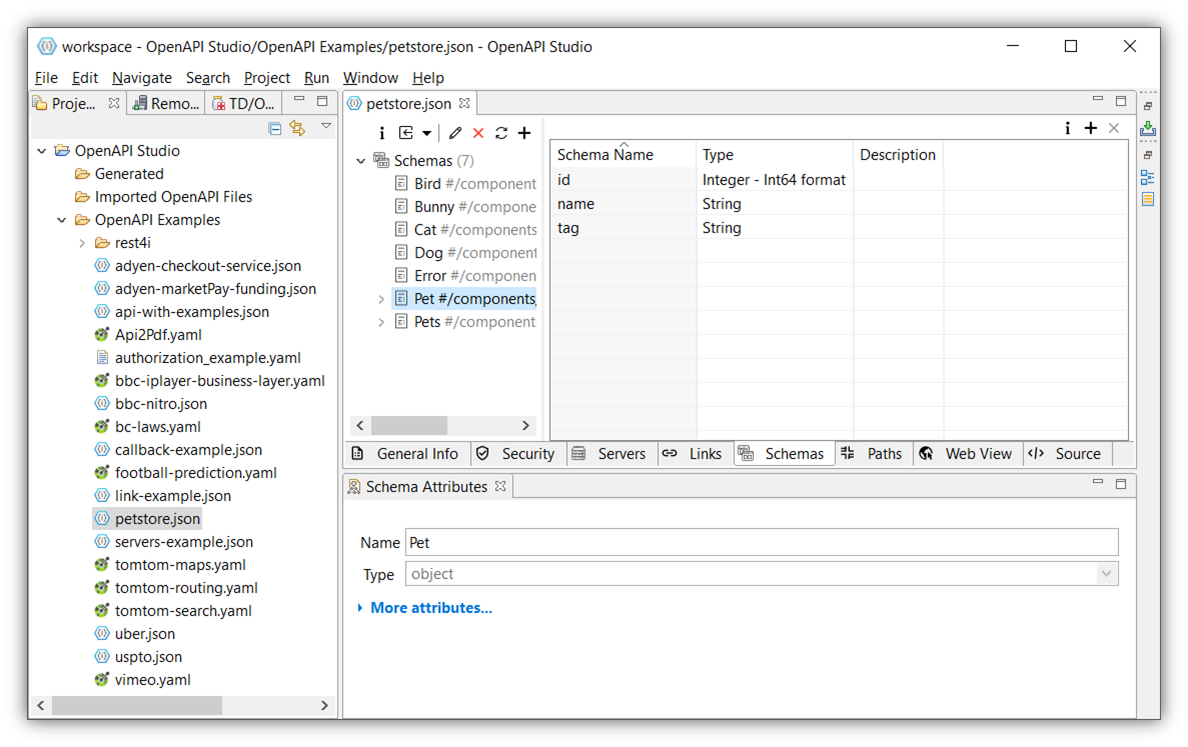 workspace - OpenAPI Studio/OpenAPI Examples/petstore.json - OpenAPI Studio
File Edit Navigate Search Project Run Window Help
Proje... Remo... TD/O...
OpenAPI Studio
Generated
Imported OpenAPI Files
OpenAPI Examples
rest4i
adyen-checkout-service.json
adyen-marketPay-funding.json
api-with-examples.json
Api2Pdf.yaml
authorization_example.yaml
bbc-iplayer-business-layer.yaml
bbc-nitro.json
bc-laws.yaml
callback-example.json
football-prediction.yaml
link-example.json
petstore.json
servers-example.json
tomtom-maps.yaml
tomtom-routing.yaml
tomtom-search.yaml
uber.json
uspto.json
vimeo.yaml
petstore.json
Schemas (7)
Bird #/component
Bunny #/compone
Cat #/components
Dog #/component
Error #/componen
Pet #/components,
Pets #/component
Schema Name Type Description
id Integer - Int64 format
name String
tag String
General Info Security Servers Links Schemas Paths Web View Source
Schema Attributes
Name Pet
Type object
More attributes...